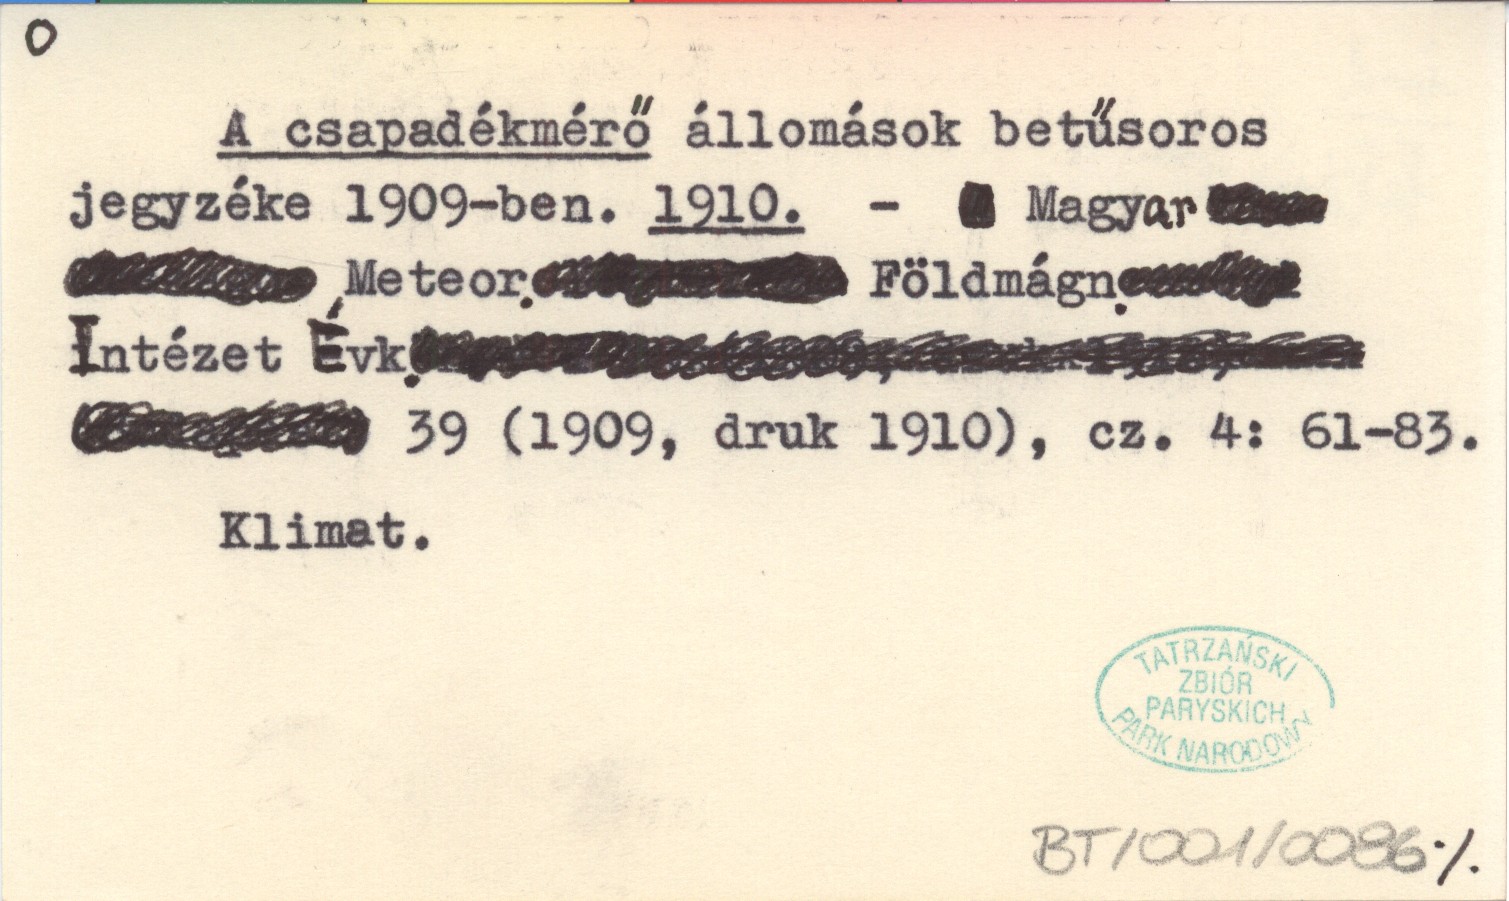 O
A csapadékmérő állomások betűsoros
jegyzéke 1909-ben. 1910. - Magyar
Meteor. Földmágn.
Intézet Évk.
39 (1909, druk 1910), cz. 4: 61-83.
Klimat.
TATRZAŃSKI
ZBIÓR
PARYSKICH
PARK NARODOWY
BT/001/0086 ./.